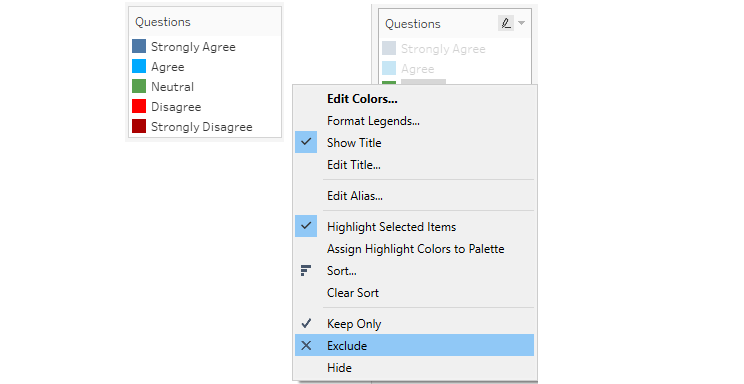 Questions
Strongly Agree
Agree
Neutral
Disagree
Strongly Disagree
Questions
Strongly Agree
Agree
Edit Colors...
Format Legends...
Show Title
Edit Title...
Edit Alias...
Highlight Selected Items
Assign Highlight Colors to Palette
Sort...
Clear Sort
Keep Only
Exclude
Hide